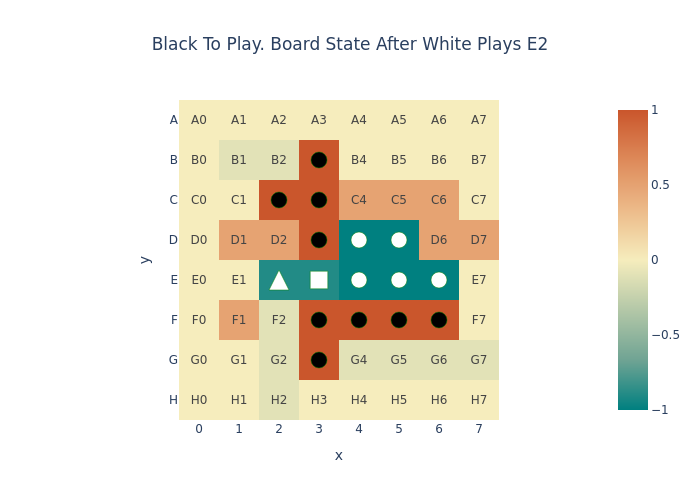 Black To Play. Board State After White Plays E2
A A0 A1 A2 A3 A4 A5 A6 A7
B B0 B1 B2 B4 B5 B6 B7
C C0 C1 C4 C5 C6 C7
D D0 D1 D2 D6 D7
E E0 E1 E7
F F0 F1 F2 F7
G G0 G1 G2 G4 G5 G6 G7
H H0 H1 H2 H3 H4 H5 H6 H7
0 1 2 3 4 5 6 7
x
y
1
0.5
0
−0.5
−1